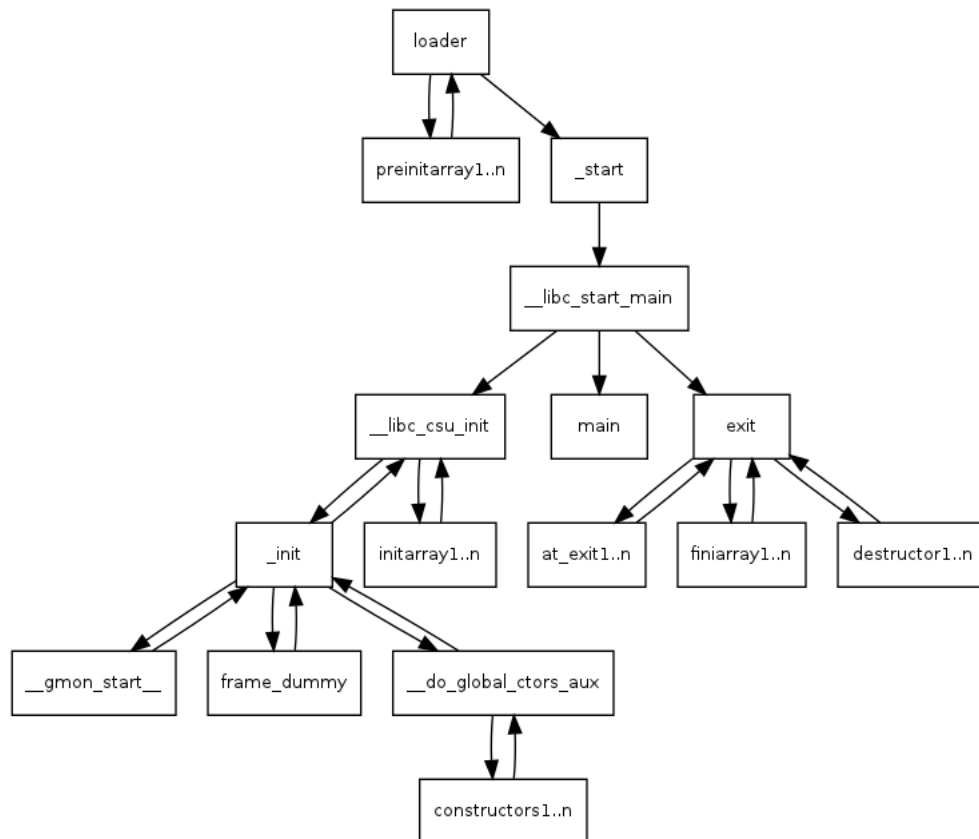 loader
preinitarray1..n
_start
__libc_start_main
__libc_csu_init
main
exit
_init
initarray1..n
at_exit1..n
finiarray1..n
destructor1..n
__gmon_start__
frame_dummy
__do_global_ctors_aux
constructors1..n